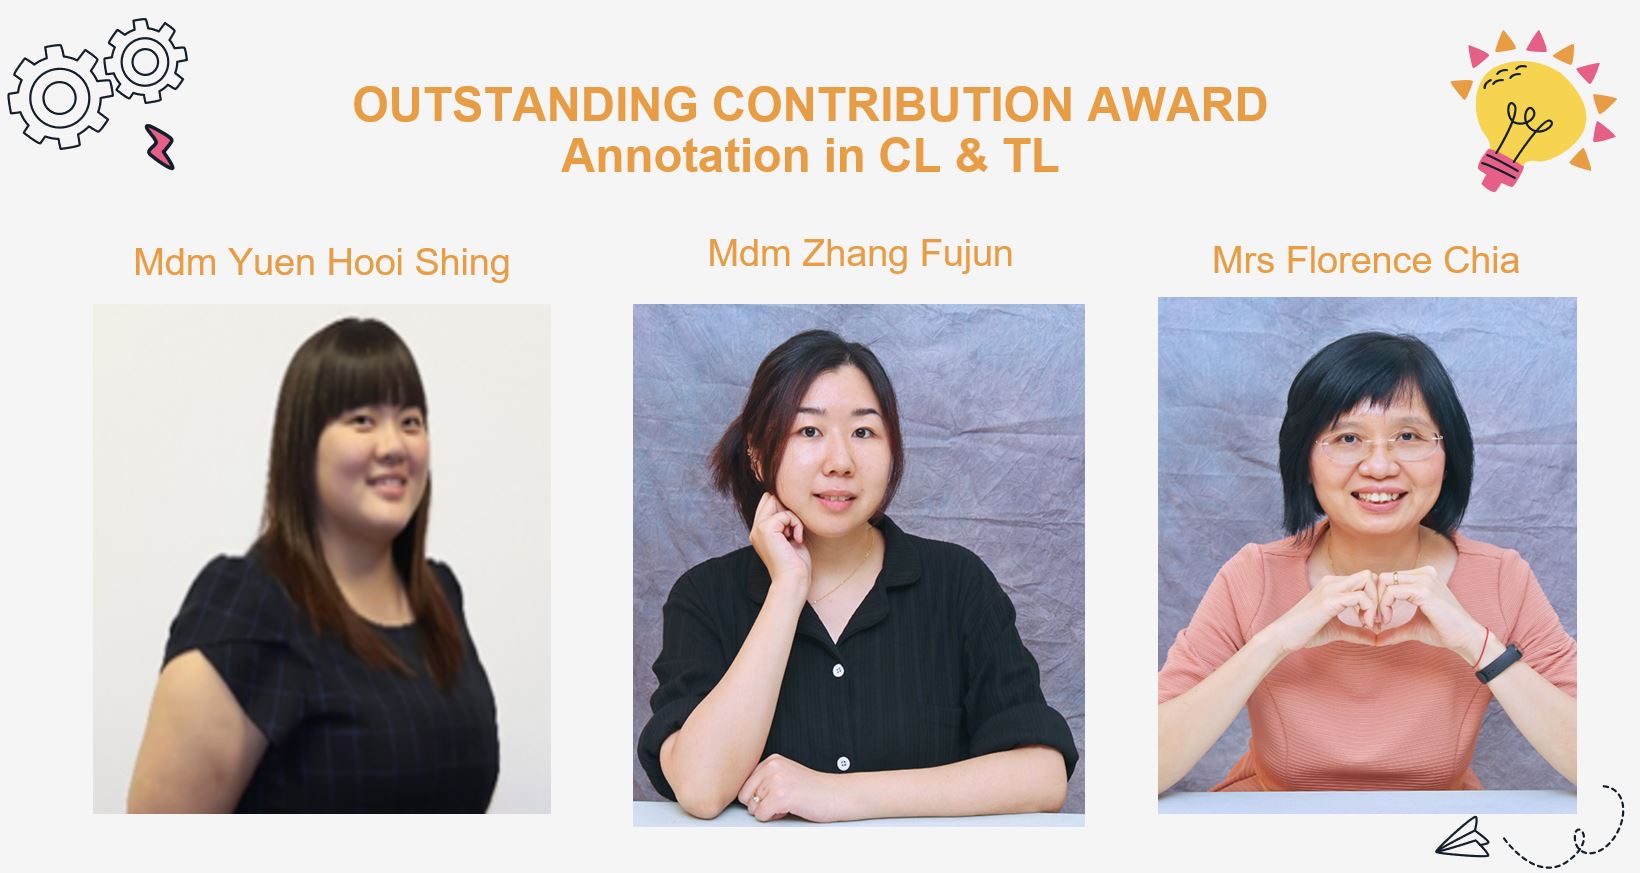 OUTSTANDING CONTRIBUTION AWARD
Annotation in CL & TL
Mdm Yuen Hooi Shing
Mdm Zhang Fujun
Mrs Florence Chia